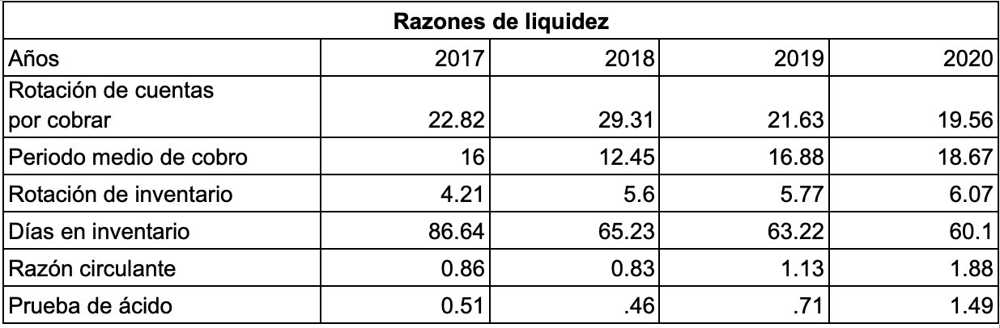 Razones de liquidez
Años 2017 2018 2019 2020
Rotación de cuentas
por cobrar 22.82 29.31 21.63 19.56
Periodo medio de cobro 16 12.45 16.88 18.67
Rotación de inventario 4.21 5.6 5.77 6.07
Días en inventario 86.64 65.23 63.22 60.1
Razón circulante 0.86 0.83 1.13 1.88
Prueba de ácido 0.51 .46 .71 1.49